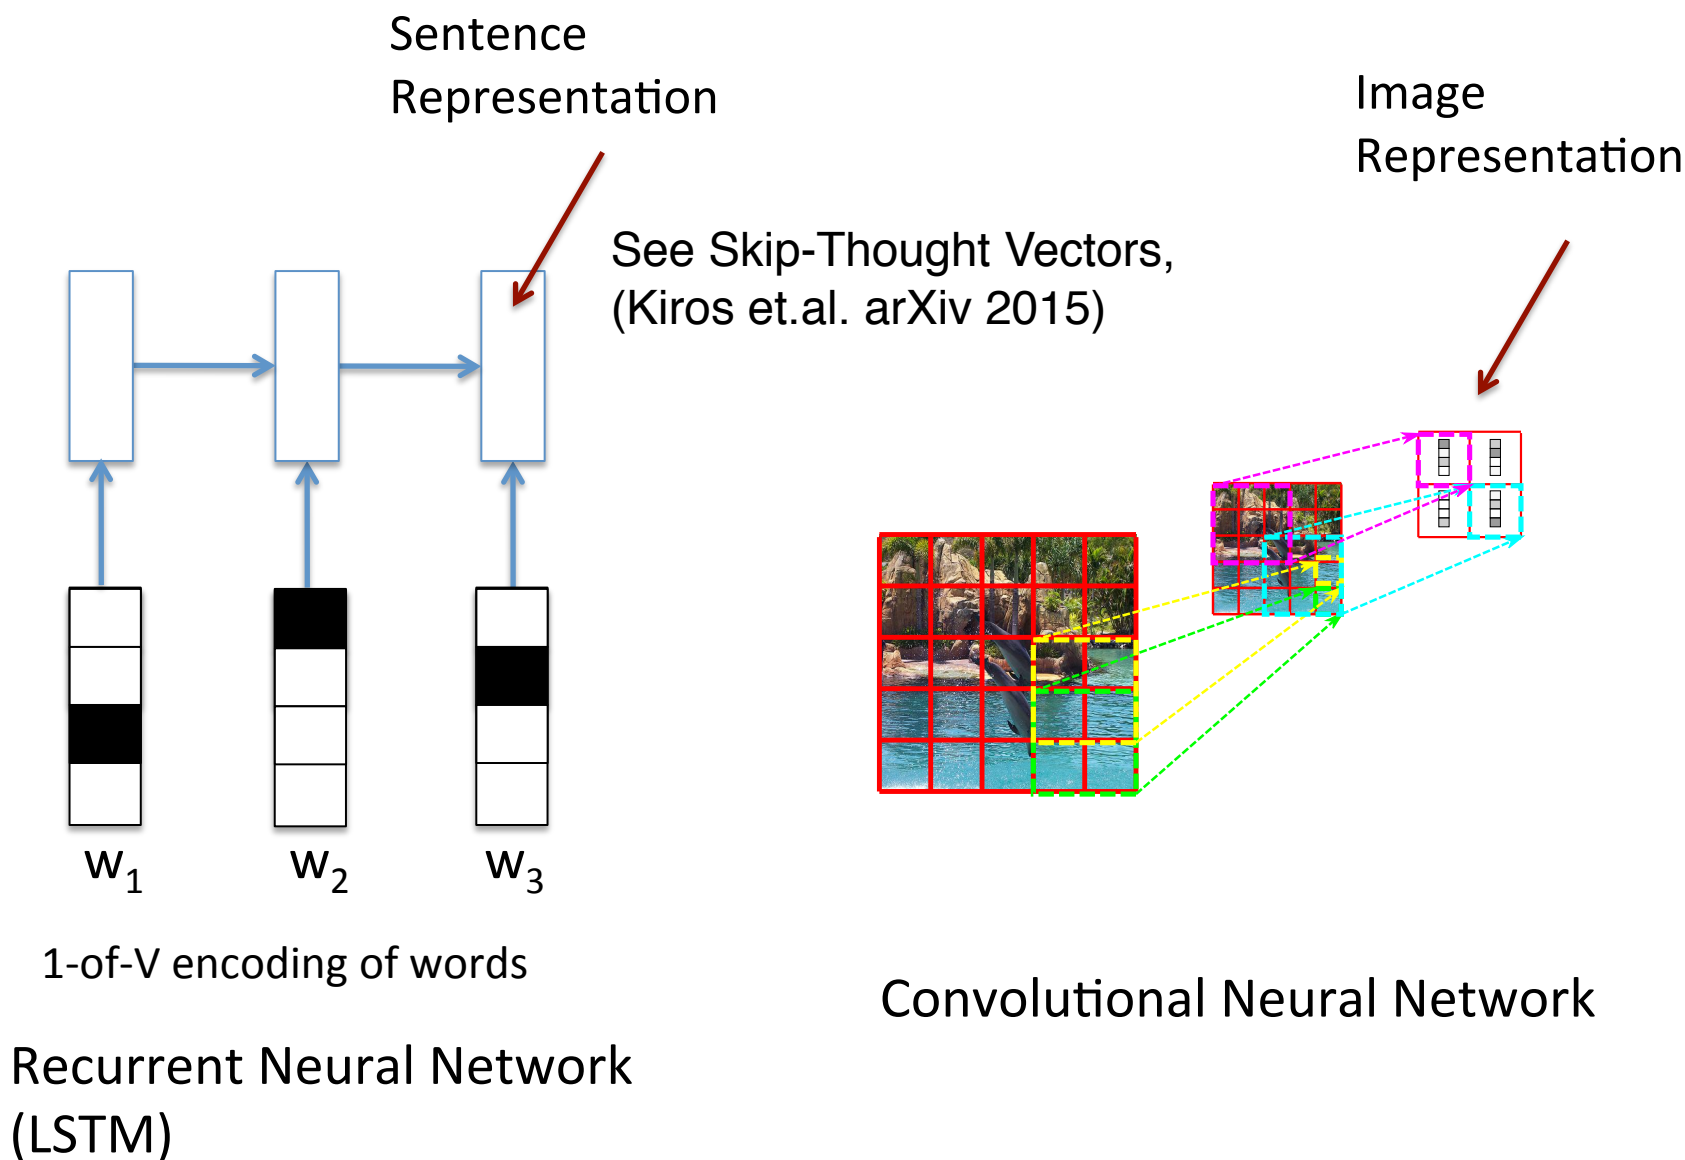 Sentence
Representation
Image
Representation
See Skip-Thought Vectors,
(Kiros et.al. arXiv 2015)
w1
w2
w3
1-of-V encoding of words
Recurrent Neural Network
(LSTM)
Convolutional Neural Network